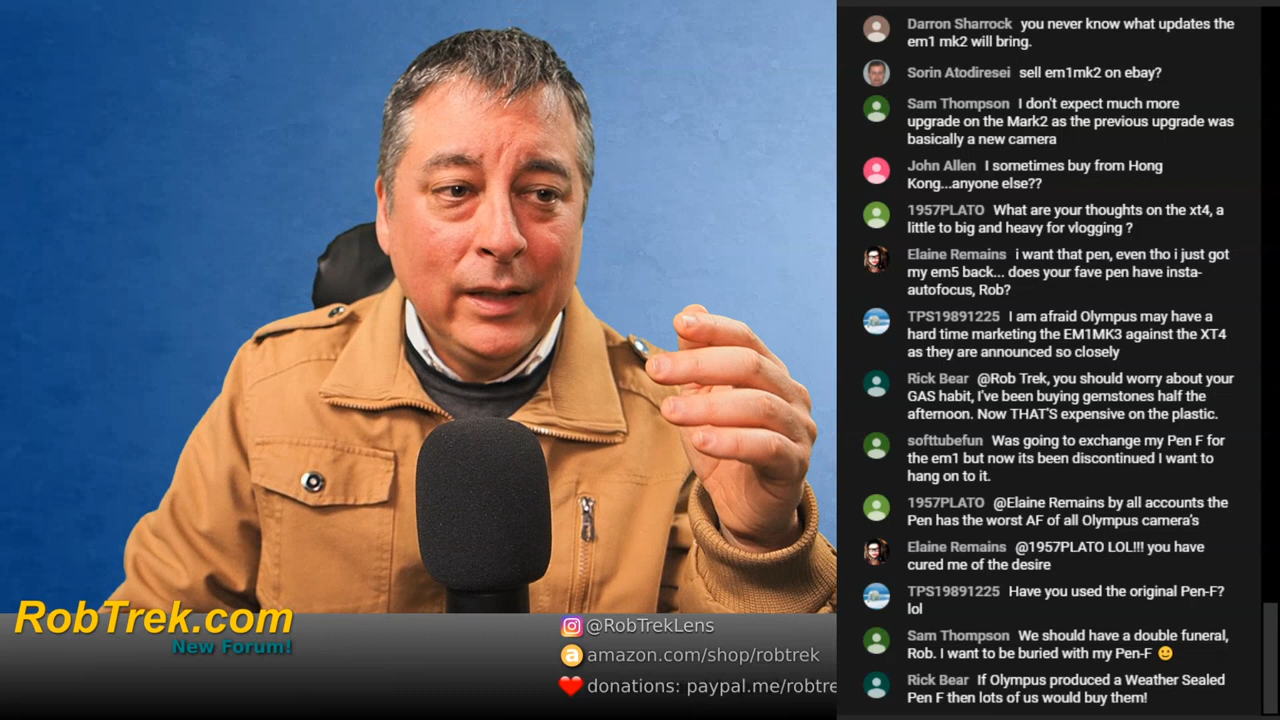 RobTrek.com
New Forum!
@RobTrekLens
amazon.com/shop/robtrek
donations: paypal.me/robtre
Darron Sharrock you never know what updates the
em1 mk2 will bring.
Sorin Atodiresei sell em1mk2 on ebay?
Sam Thompson I don't expect much more
upgrade on the Mark2 as the previous upgrade was
basically a new camera
John Allen I sometimes buy from Hong
Kong...anyone else??
1957PLATO What are your thoughts on the xt4, a
little to big and heavy for vlogging ?
Elaine Remains i want that pen, even tho i just got
my em5 back... does your fave pen have insta-
autofocus, Rob?
TPS19891225 I am afraid Olympus may have a
hard time marketing the EM1MK3 against the XT4
as they are announced so closely
Rick Bear @Rob Trek, you should worry about your
GAS habit, I've been buying gemstones half the
afternoon. Now THAT'S expensive on the plastic.
softtubefun Was going to exchange my Pen F for
the em1 but now its been discontinued I want to
hang on to it.
1957PLATO @Elaine Remains by all accounts the
Pen has the worst AF of all Olympus camera's
Elaine Remains @1957PLATO LOL!!! you have
cured me of the desire
TPS19891225 Have you used the original Pen-F?
lol
Sam Thompson We should have a double funeral,
Rob. I want to be buried with my Pen-F 🙂
Rick Bear If Olympus produced a Weather Sealed
Pen F then lots of us would buy them!